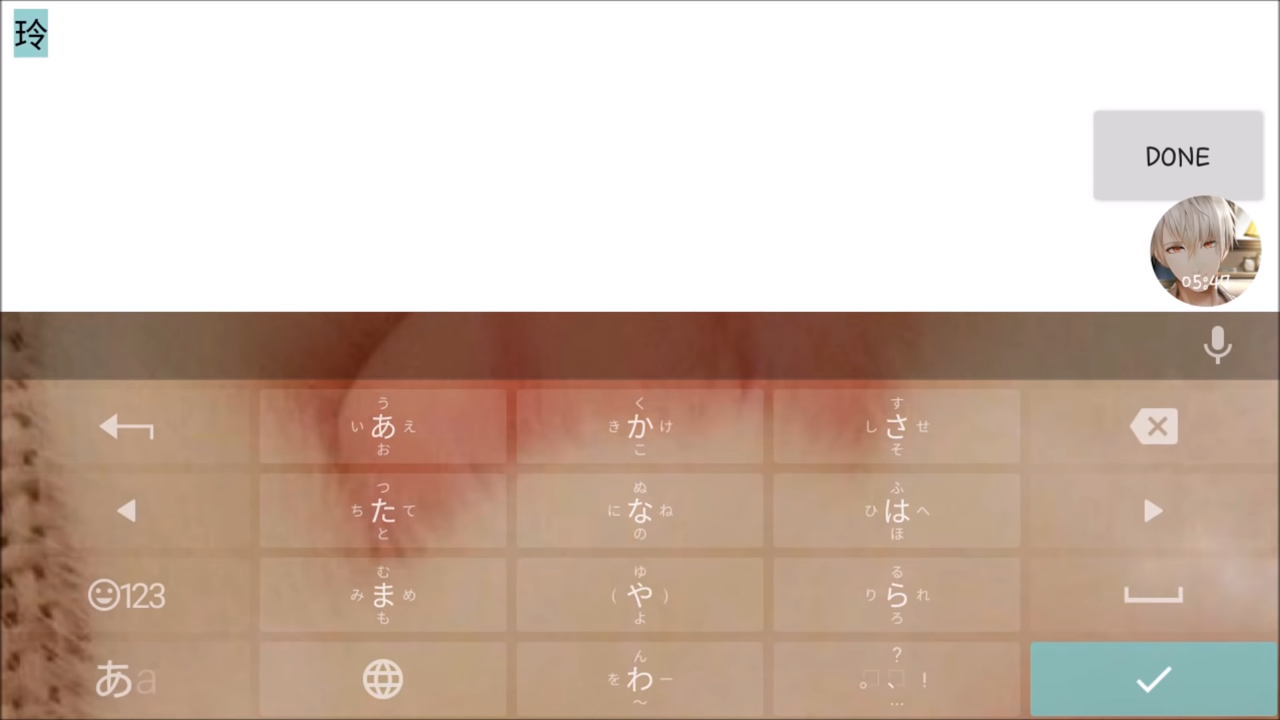 玲
DONE
05:47
う
いあえ
お
く
きかけ
こ
す
しさせ
そ
つ
ちたて
と
ぬ
になね
の
ふ
ひはへ
ほ
む
みまめ
も
ゆ
(や)
よ
る
りられ
ろ
123
あa
ん
をわー
〜
?
。、!
…